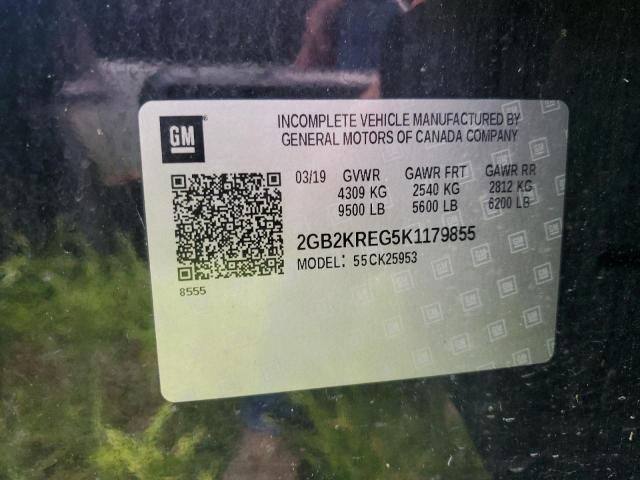 GM
INCOMPLETE VEHICLE MANUFACTURED BY
GENERAL MOTORS OF CANADA COMPANY
03/19 GVWR GAWR FRT GAWR RR
4309 KG 2540 KG 2812 KG
9500 LB 5600 LB 6200 LB
2GB2KREG5K1179855
MODEL: 55CK25953
8555